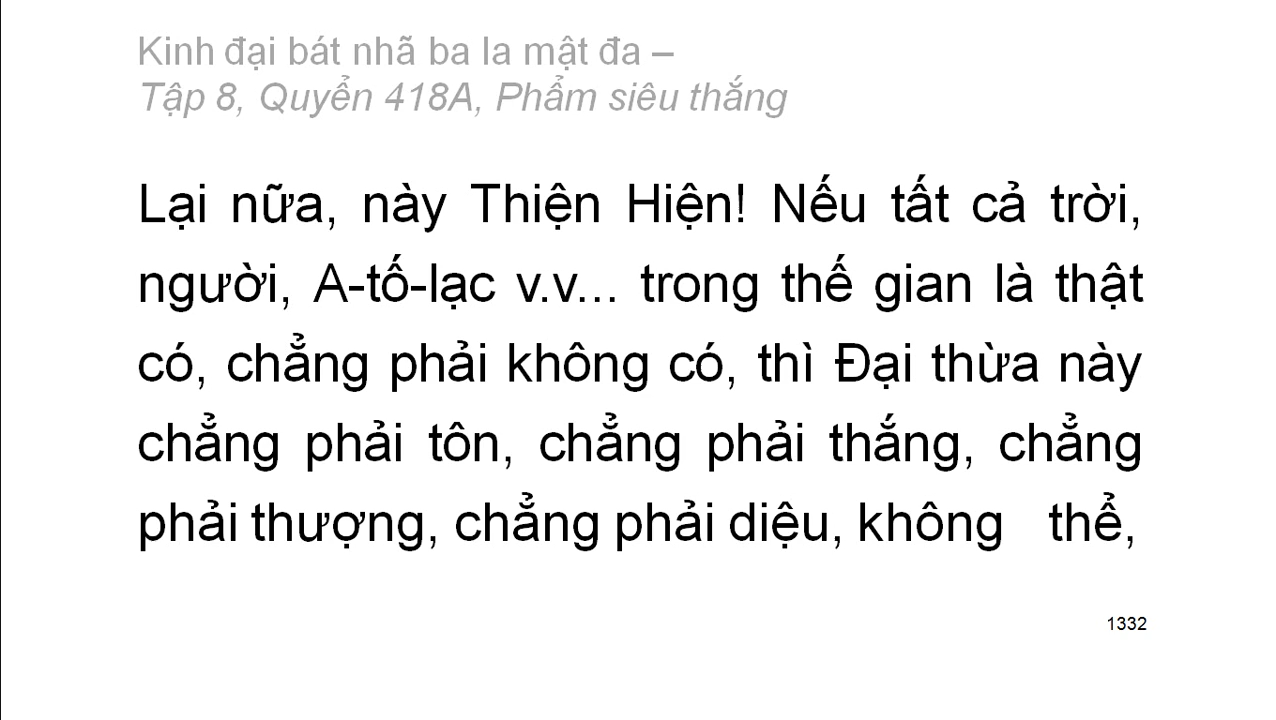 Kinh đại bát nhã ba la mật đa –
Tập 8, Quyển 418A, Phẩm siêu thắng
Lại nữa, này Thiện Hiện! Nếu tất cả trời,
người, A-tố-lạc v.v... trong thế gian là thật
có, chẳng phải không có, thì Đại thừa này
chẳng phải tôn, chẳng phải thắng, chẳng
phải thượng, chẳng phải diệu, không thể,
1332